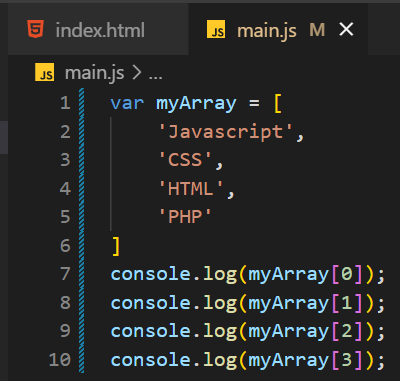 index.html
JS main.js M
JS main.js > ...
1 var myArray = [
2     'Javascript',
3     'CSS',
4     'HTML',
5     'PHP'
6 ]
7 console.log(myArray[0]);
8 console.log(myArray[1]);
9 console.log(myArray[2]);
10 console.log(myArray[3]);